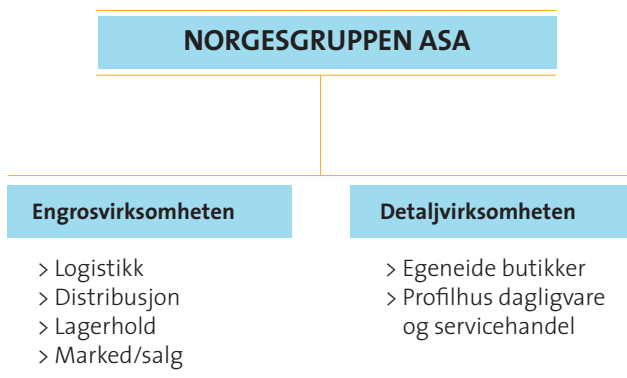 NORGESGRUPPEN ASA
Engrosvirksomheten
> Logistikk
> Distribusjon
> Lagerhold
> Marked/salg
Detaljvirksomheten
> Egeneide butikker
> Profilhus dagligvare
og servicehandel